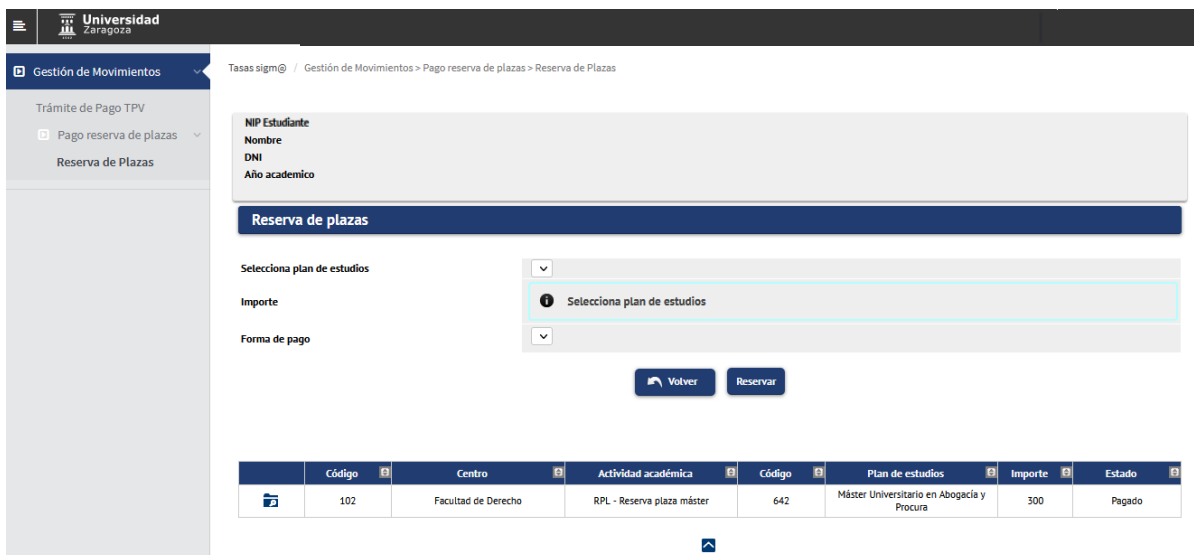 Universidad
Zaragoza
Gestión de Movimientos
Tasas sigm@ / Gestión de Movimientos > Pago reserva de plazas > Reserva de Plazas
Trámite de Pago TPV
Pago reserva de plazas
Reserva de Plazas
NIP Estudiante
Nombre
DNI
Año academico
Reserva de plazas
Selecciona plan de estudios
Importe
Selecciona plan de estudios
Forma de pago
Volver Reservar
Código Centro Actividad académica Código Plan de estudios Importe Estado
102 Facultad de Derecho RPL - Reserva plaza máster 642 Máster Universitario en Abogacía y 300 Pagado
Procura